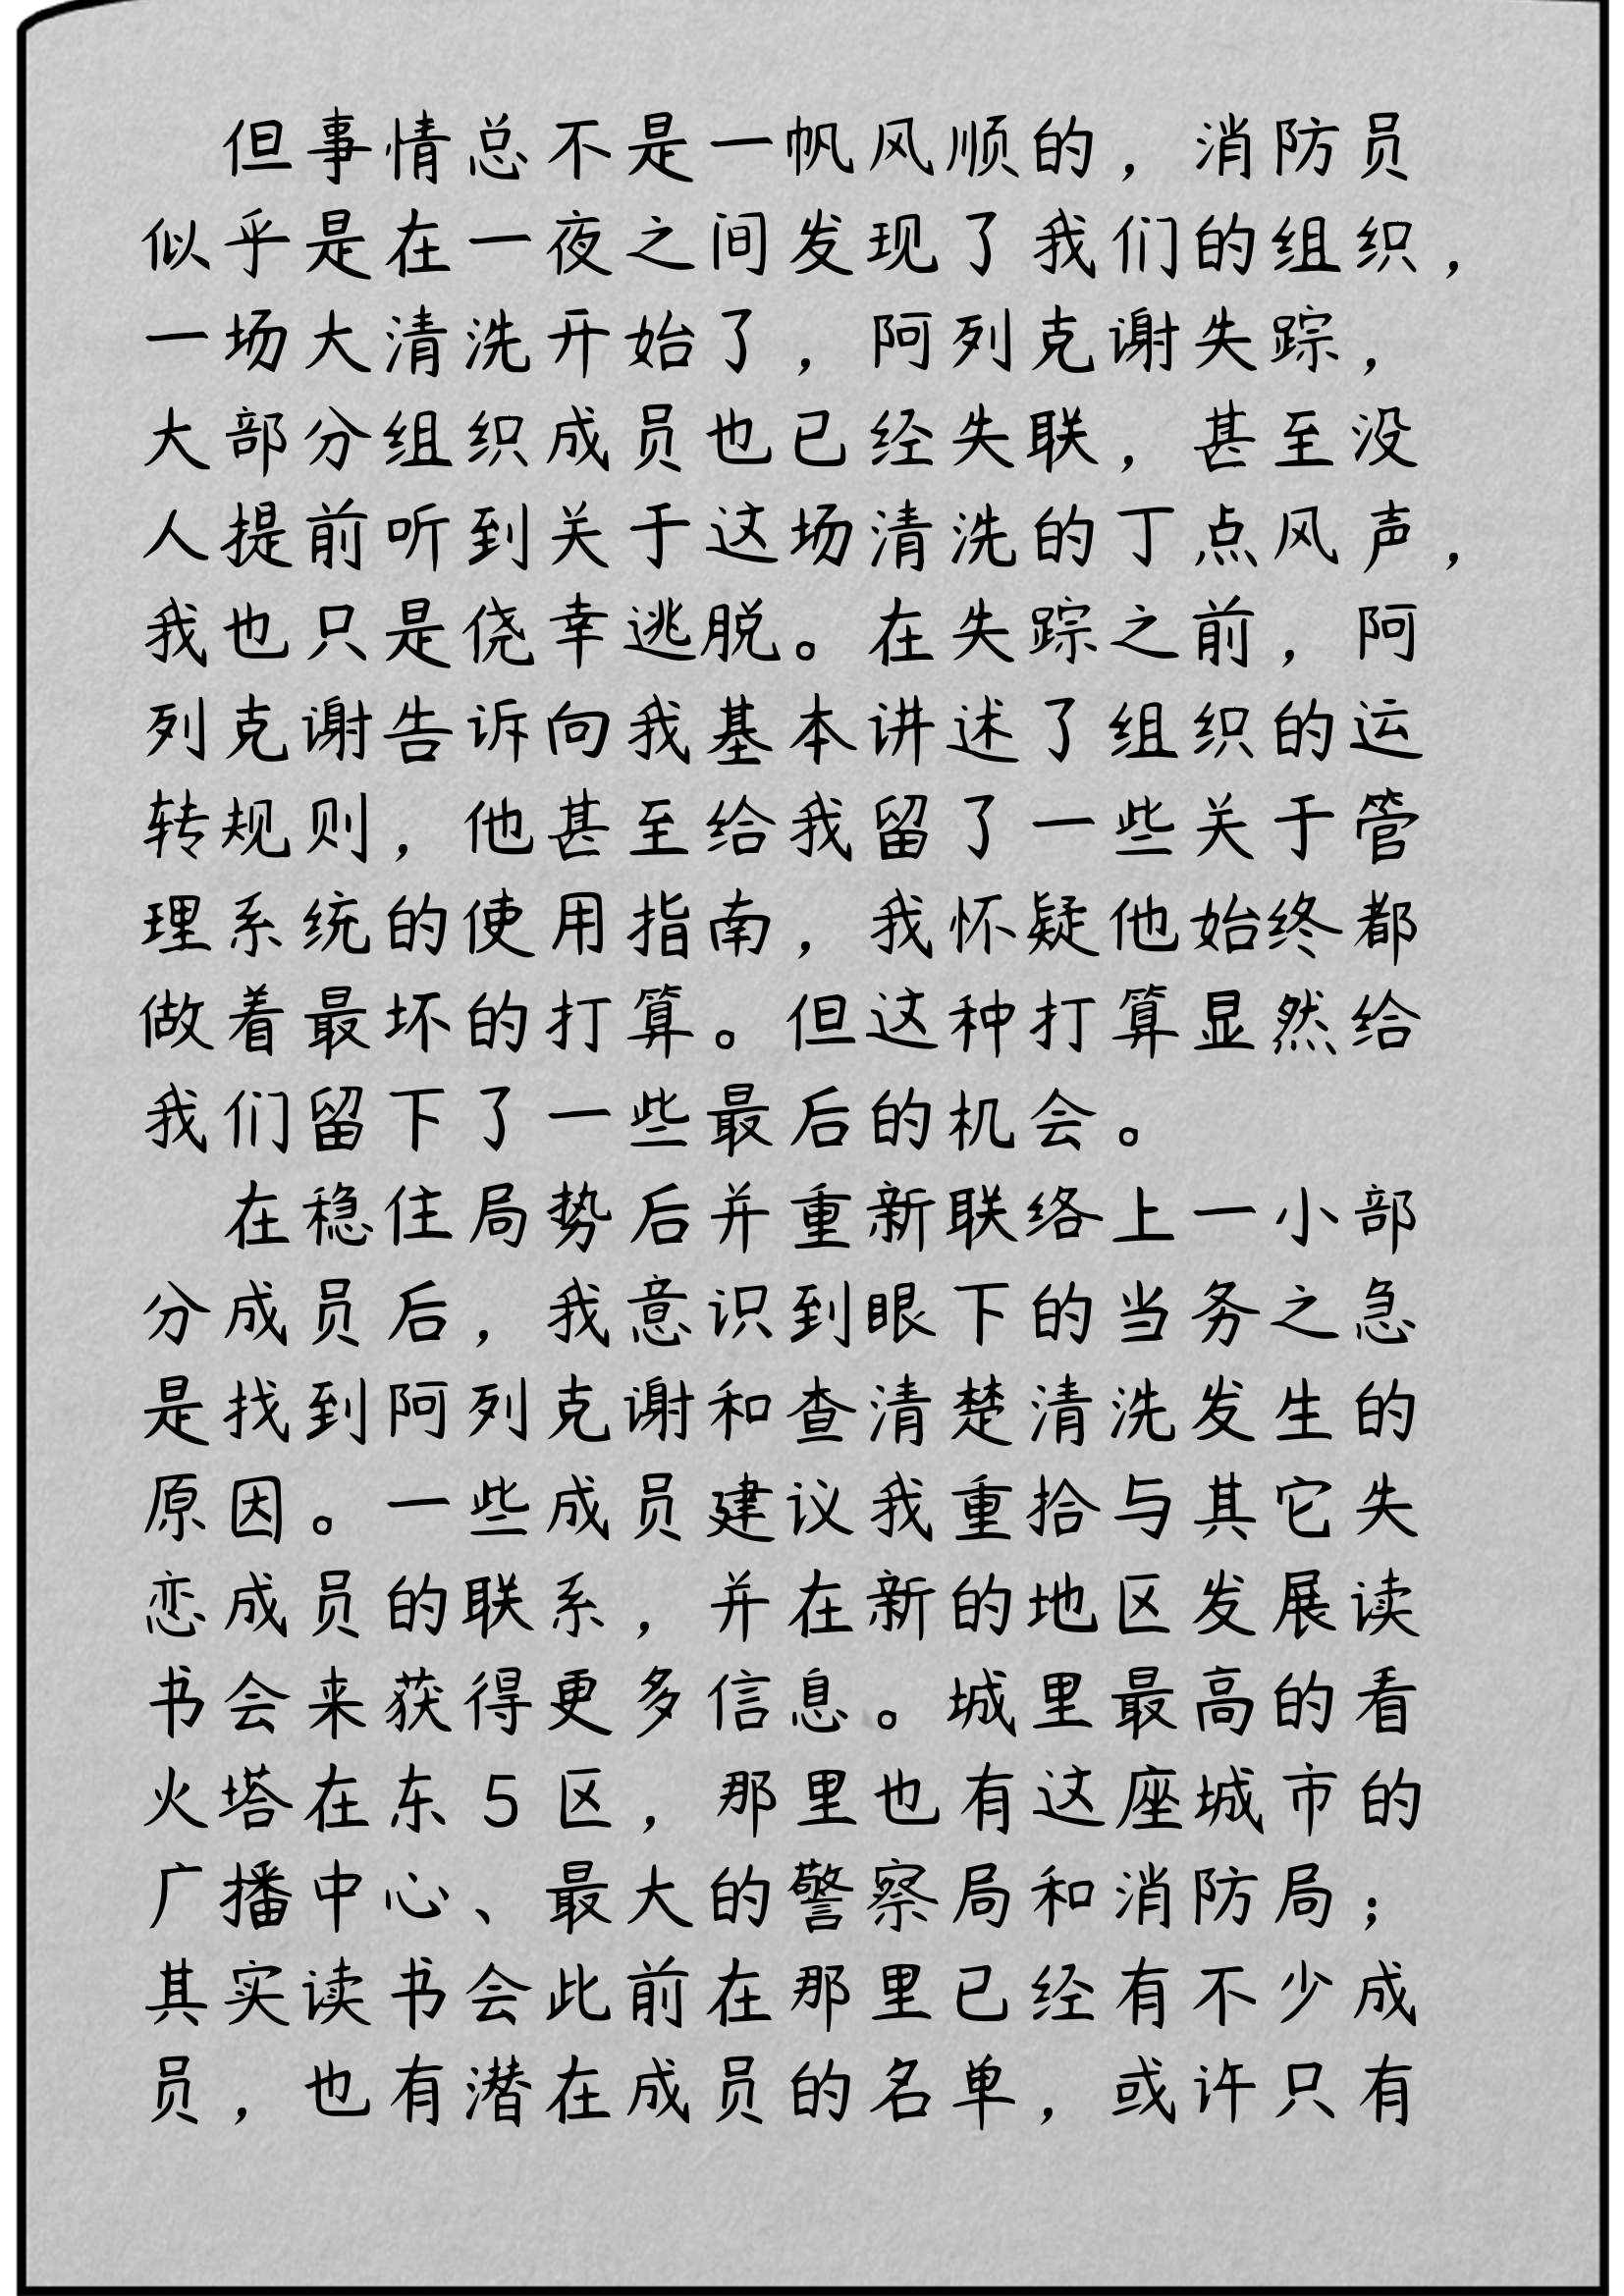 但事情总不是一帆风顺的，消防员
似乎是在一夜之间发现了我们的组织，
一场大清洗开始了，阿列克谢失踪，
大部分组织成员也已经失联，甚至没
人提前听到关于这场清洗的丁点风声，
我也只是侥幸逃脱。在失踪之前，阿
列克谢告诉向我基本讲述了组织的运
转规则，他甚至给我留了一些关于管
理系统的使用指南，我怀疑他始终都
做着最坏的打算。但这种打算显然给
我们留下了一些最后的机会。
在稳住局势后并重新联络上一小部
分成员后，我意识到眼下的当务之急
是找到阿列克谢和查清楚清洗发生的
原因。一些成员建议我重拾与其它失
恋成员的联系，并在新的地区发展读
书会来获得更多信息。城里最高的看
火塔在东5区，那里也有这座城市的
广播中心、最大的警察局和消防局；
其实读书会此前在那里已经有不少成
员，也有潜在成员的名单，或许只有